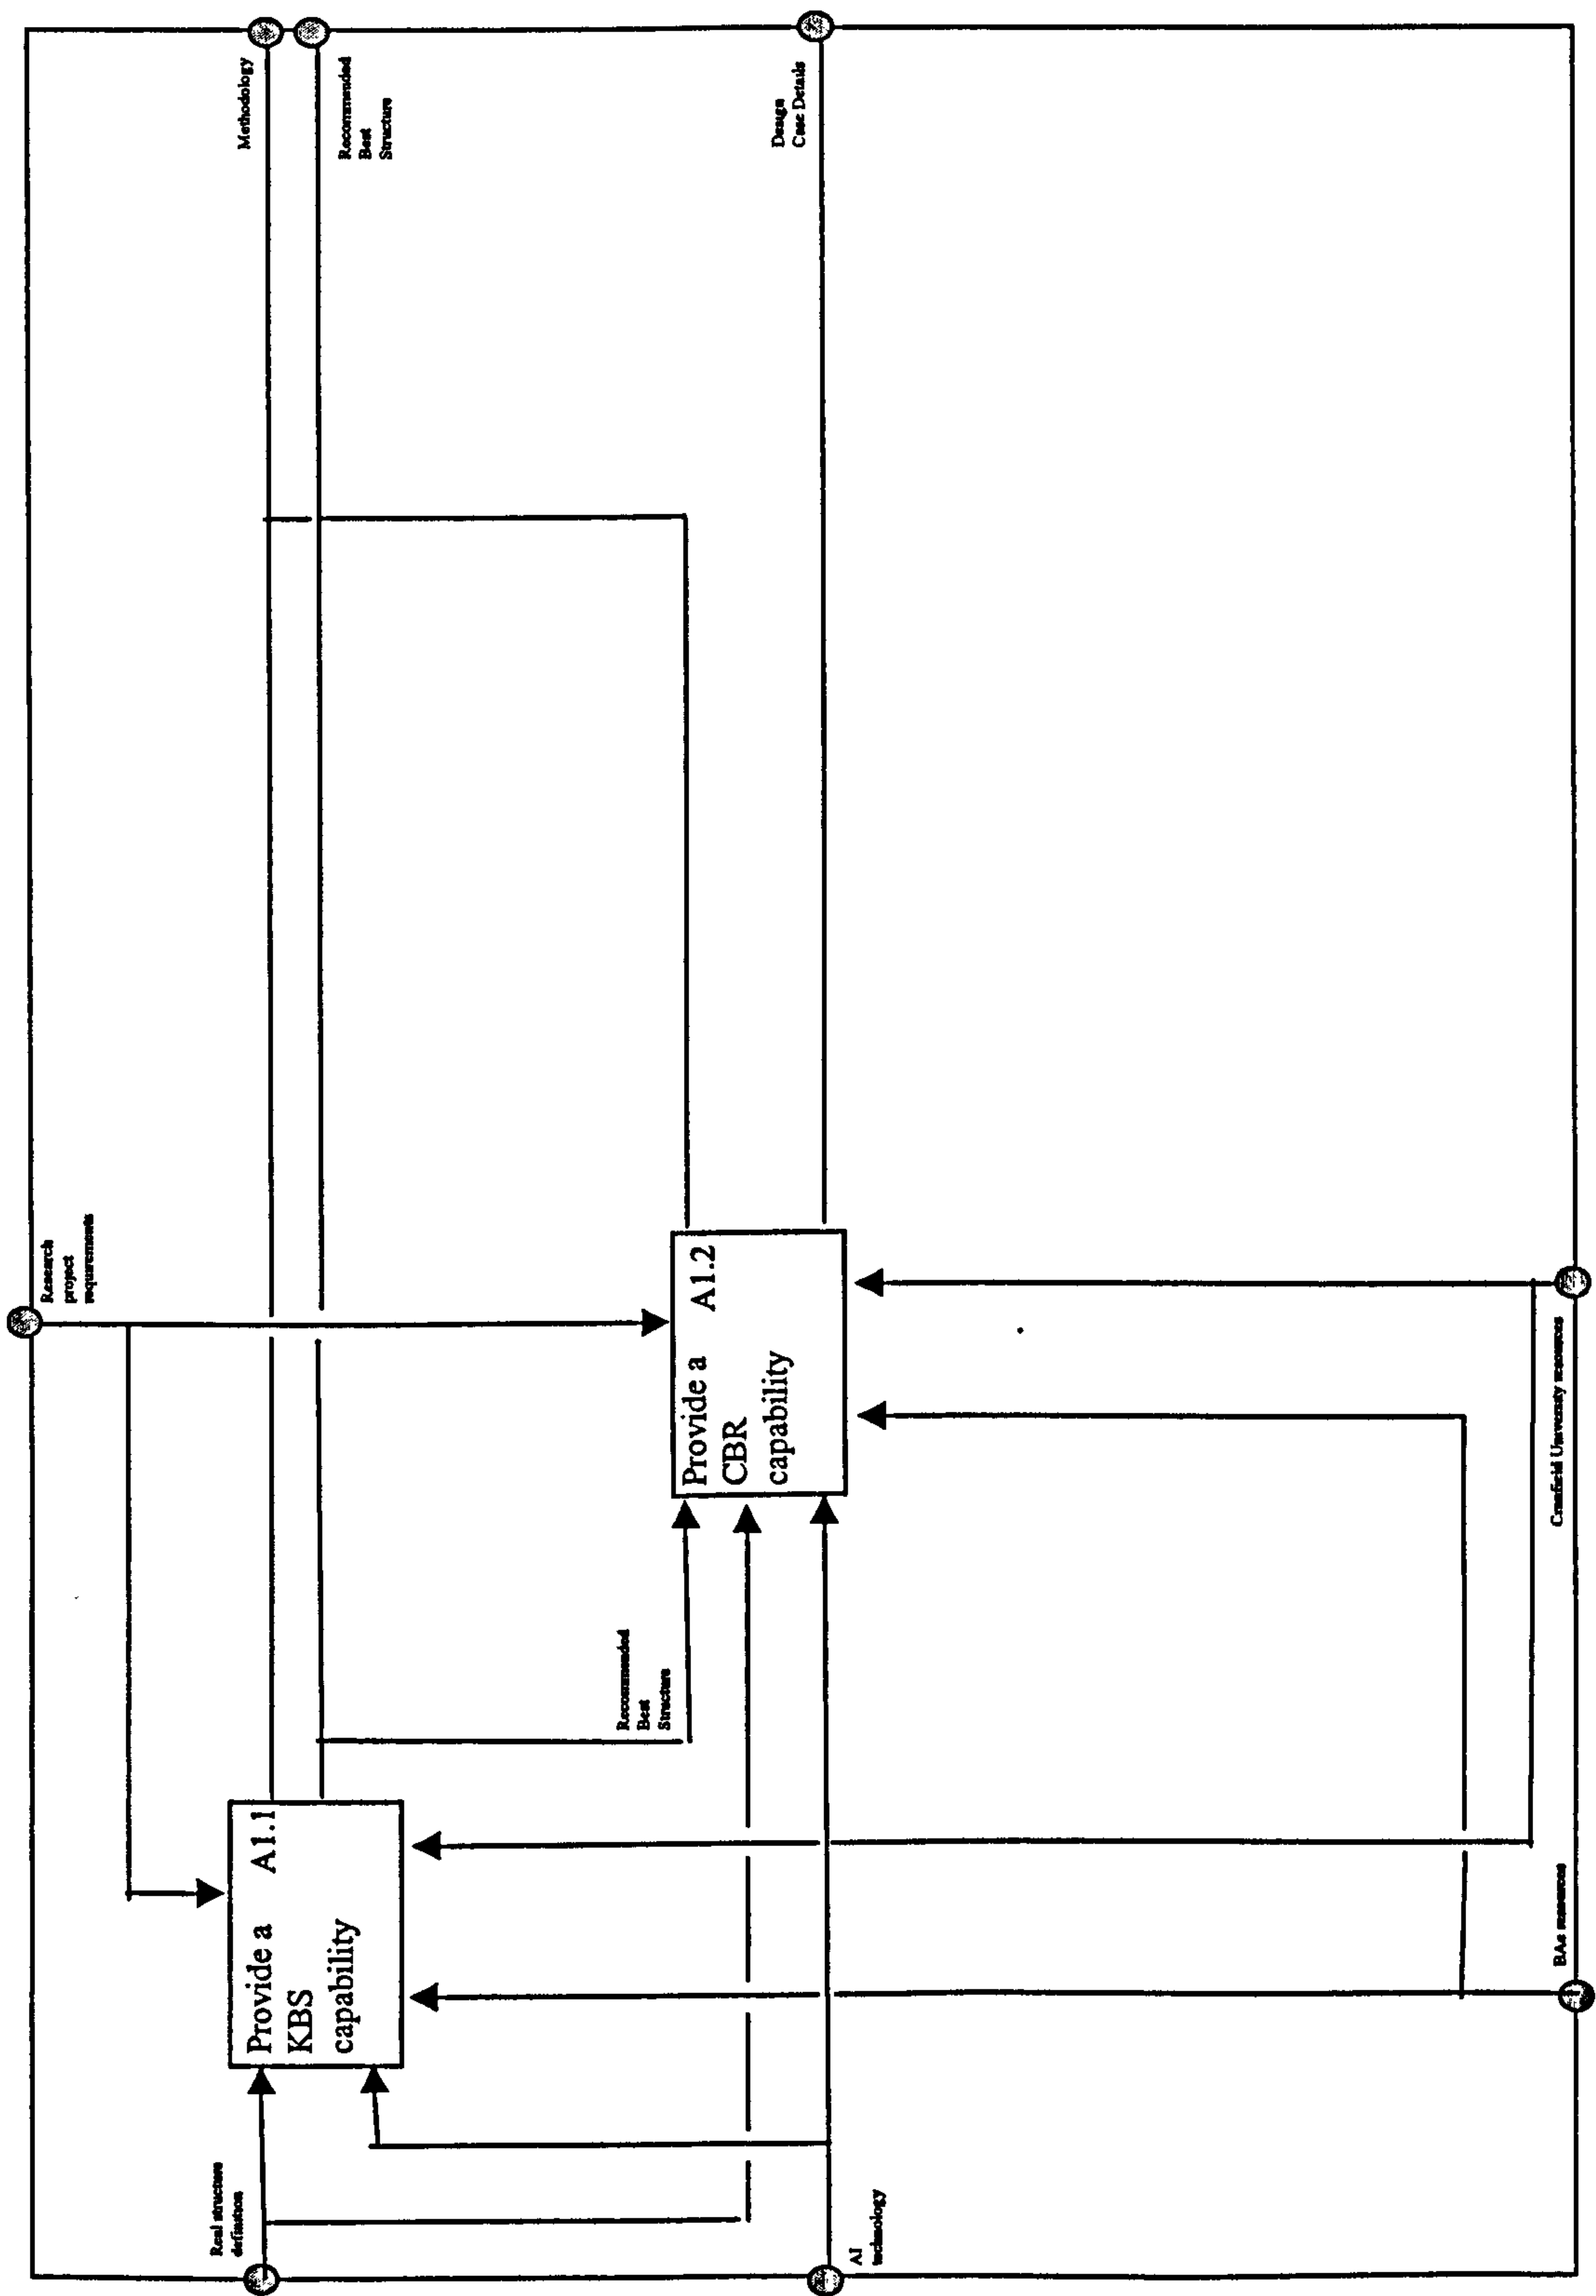 Research
project
requirements
Real structure
definition
Provide a A1.1
KBS
capability
Methodology
Recommended
Best
Structure
Recommended
Best
Structure
Provide a A1.2
CBR
capability
Design
Case Details
AI
technology
BAe resources
Cranfield University resources